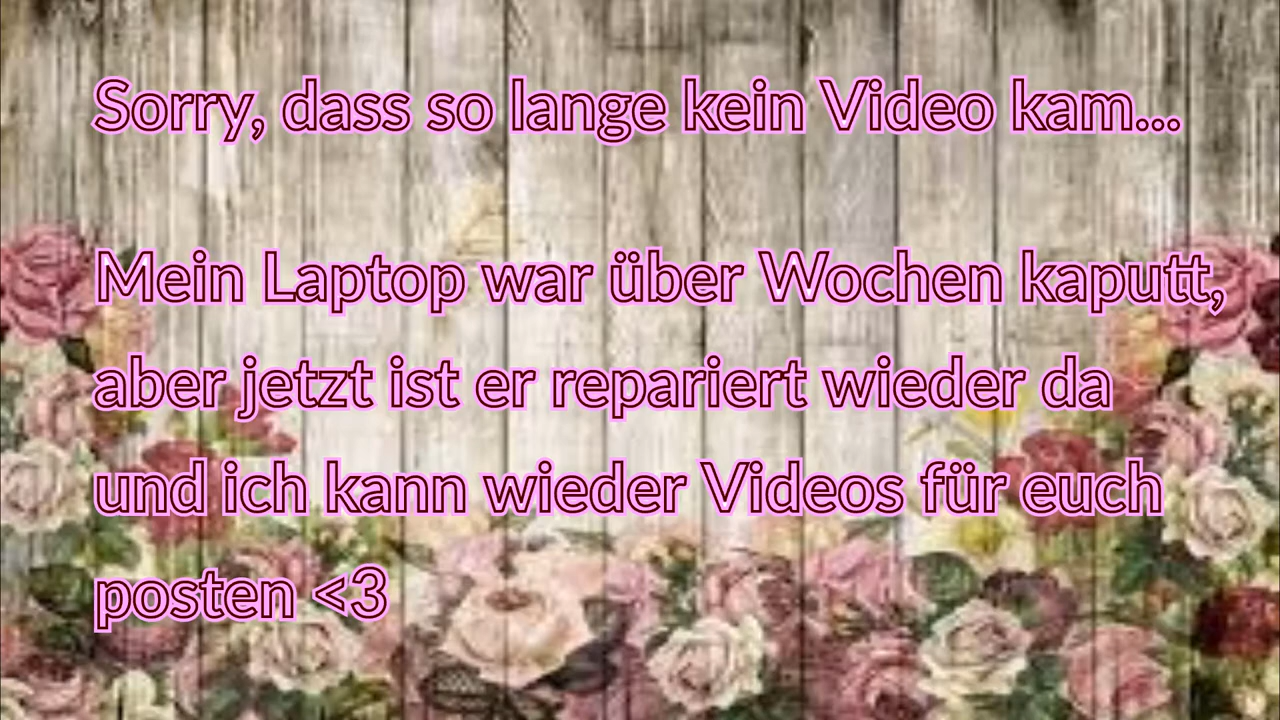 Sorry, dass so lange kein Video kam...
Mein Laptop war über Wochen kaputt,
aber jetzt ist er repariert wieder da
und ich kann wieder Videos für euch
posten <3